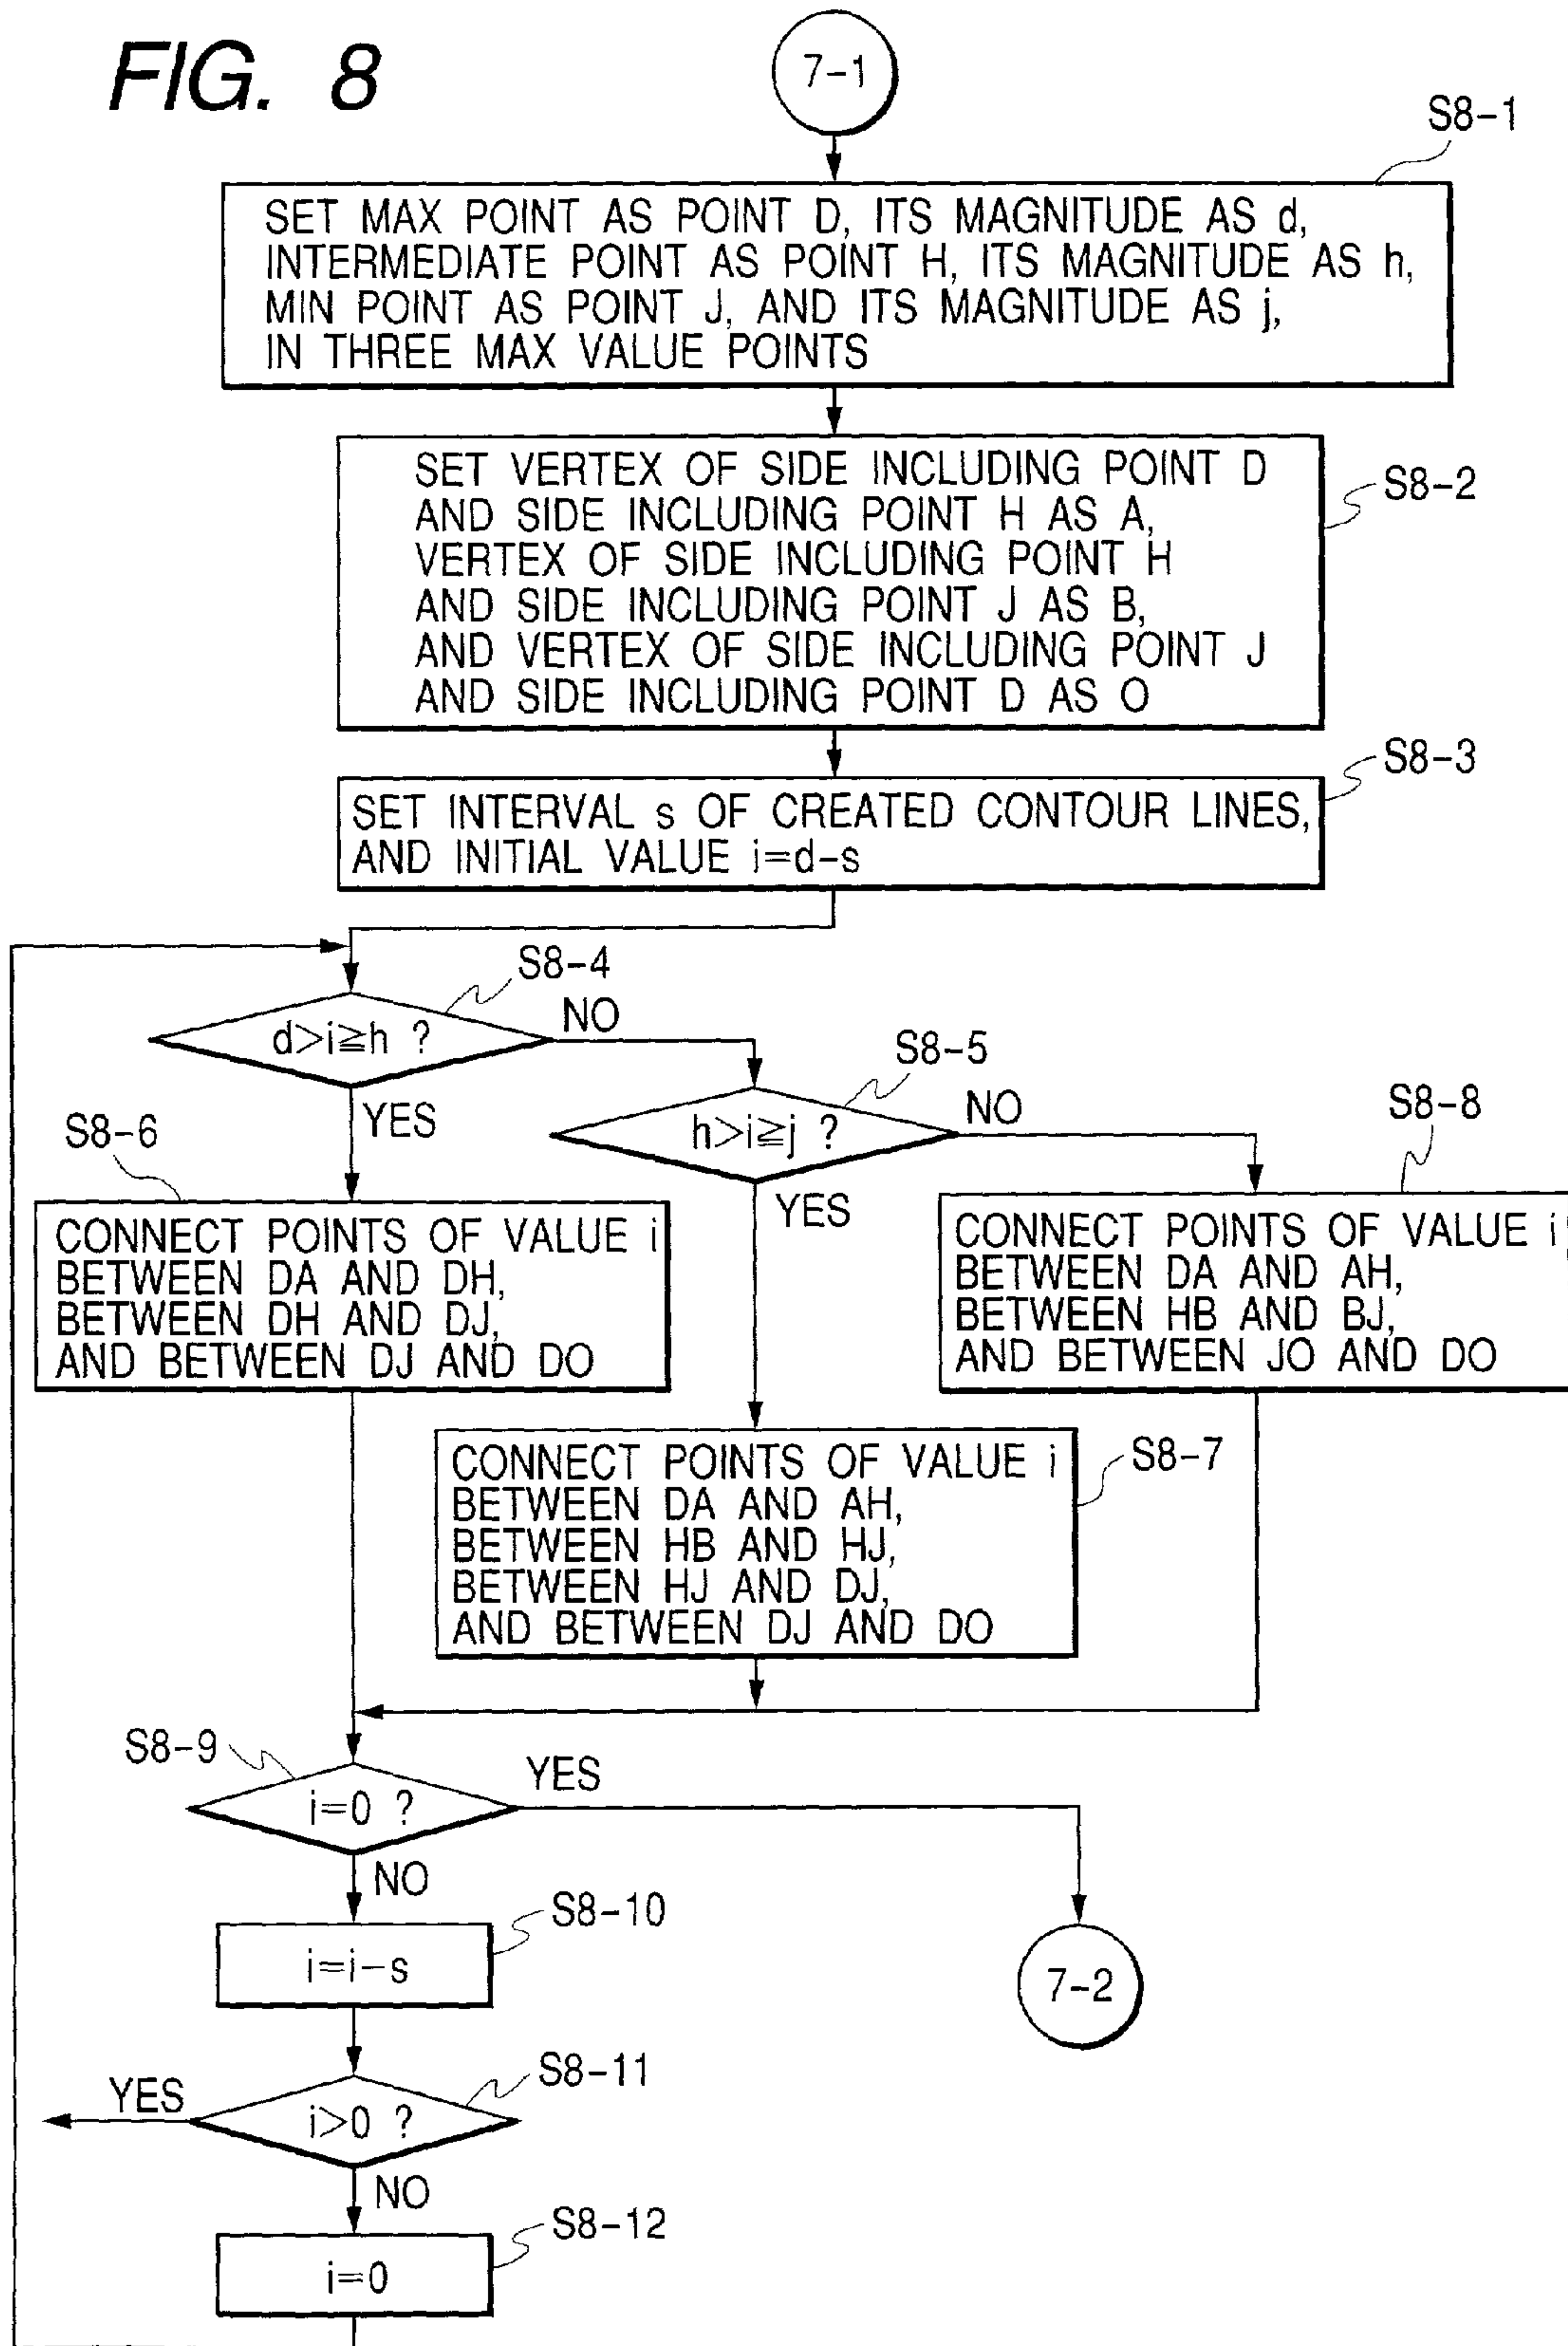 FIG. 8
7-1
S8-1
SET MAX POINT AS POINT D, ITS MAGNITUDE AS d,
INTERMEDIATE POINT AS POINT H, ITS MAGNITUDE AS h,
MIN POINT AS POINT J, AND ITS MAGNITUDE AS j,
IN THREE MAX VALUE POINTS
SET VERTEX OF SIDE INCLUDING POINT D
AND SIDE INCLUDING POINT H AS A,
VERTEX OF SIDE INCLUDING POINT H
AND SIDE INCLUDING POINT J AS B,
AND VERTEX OF SIDE INCLUDING POINT J
AND SIDE INCLUDING POINT D AS O
S8-2
S8-3
SET INTERVAL s OF CREATED CONTOUR LINES,
AND INITIAL VALUE i=d-s
S8-4
d>i≧h ?
NO
YES
S8-5
h>i≧j ?
NO
YES
S8-6
CONNECT POINTS OF VALUE i
BETWEEN DA AND DH,
BETWEEN DH AND DJ,
AND BETWEEN DJ AND DO
S8-8
CONNECT POINTS OF VALUE i
BETWEEN DA AND AH,
BETWEEN HB AND BJ,
AND BETWEEN JO AND DO
S8-7
CONNECT POINTS OF VALUE i
BETWEEN DA AND AH,
BETWEEN HB AND HJ,
BETWEEN HJ AND DJ,
AND BETWEEN DJ AND DO
S8-9
i=0 ?
YES
NO
S8-10
i=i-s
7-2
S8-11
YES
i>0 ?
NO
S8-12
i=0